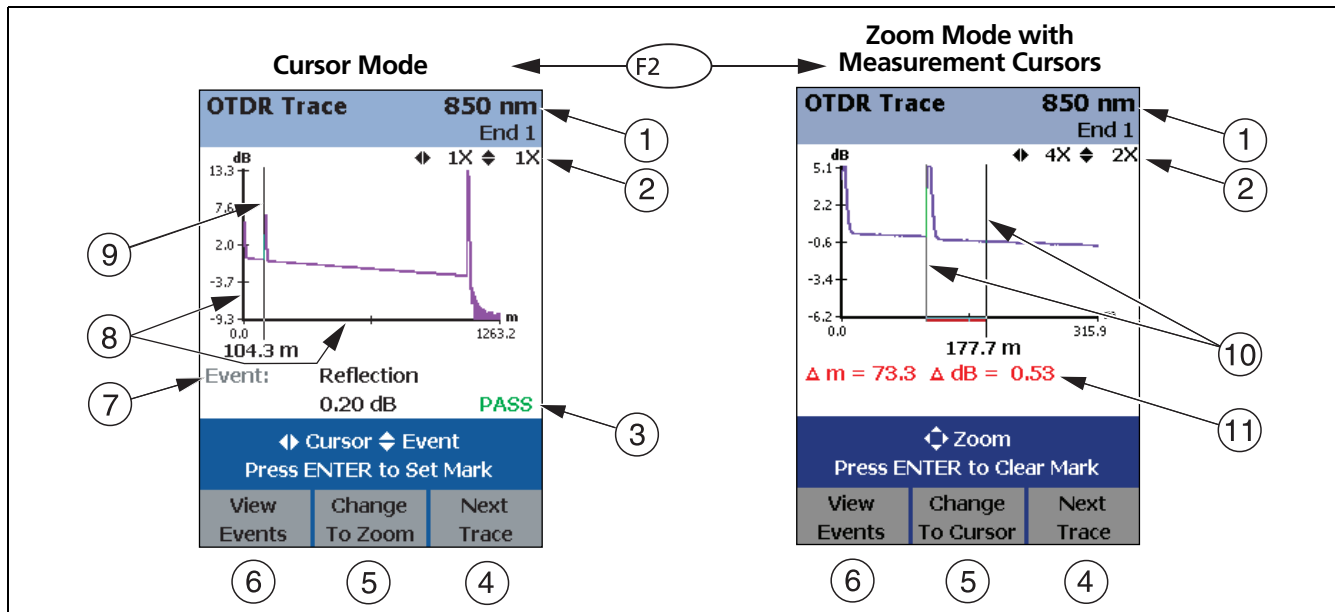 Cursor Mode
F2
Zoom Mode with
Measurement Cursors
OTDR Trace 850 nm
End 1
1X 1X
dB
13.3
7.6
2.0
-3.7
-9.3
0.0
1263.2
m
104.3 m
Event: Reflection
0.20 dB PASS
Cursor Event
Press ENTER to Set Mark
View Events
Change To Zoom
Next Trace
1
2
3
4
5
6
7
8
9
OTDR Trace 850 nm
End 1
4X 2X
dB
5.1
2.2
-0.6
-3.4
-6.2
0.0
315.9
177.7 m
Δ m = 73.3 Δ dB = 0.53
Zoom
Press ENTER to Clear Mark
View Events
Change To Cursor
Next Trace
1
2
10
11
6
5
4